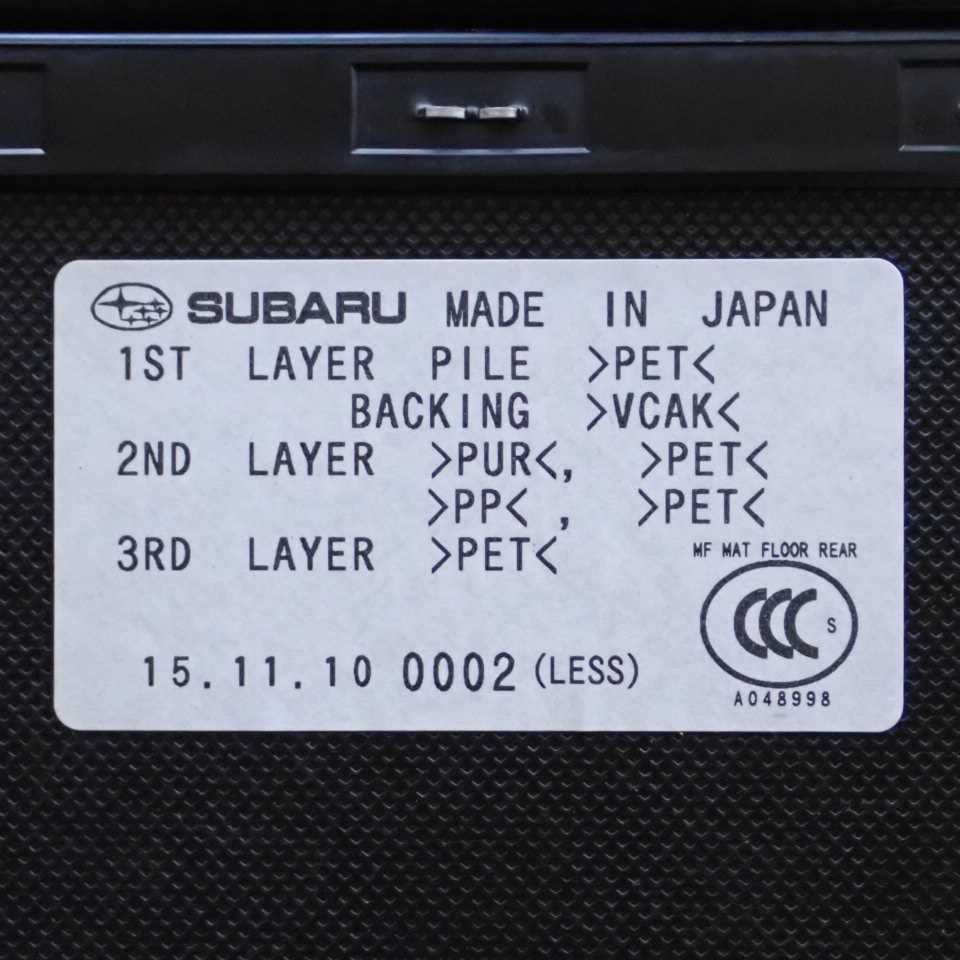 SUBARU MADE IN JAPAN
1ST LAYER PILE >PET<
BACKING >VCAK<
2ND LAYER >PUR<, >PET<
>PP<, >PET<
3RD LAYER >PET<
MF MAT FLOOR REAR
CCC S
A048998
15.11.10 0002 (LESS)